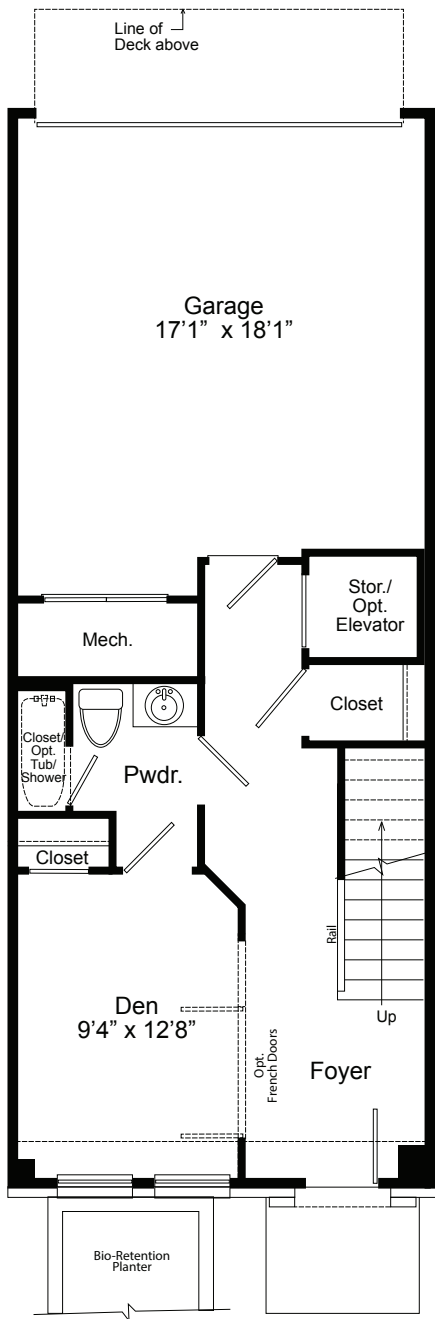 Line of
Deck above
Garage
17'1" x 18'1"
Stor./
Opt.
Elevator
Mech.
Closet
Closet/
Opt.
Tub/
Shower
Pwdr.
Closet
Rail
Den
9'4" x 12'8"
Opt.
French Doors
Up
Foyer
Bio-Retention
Planter